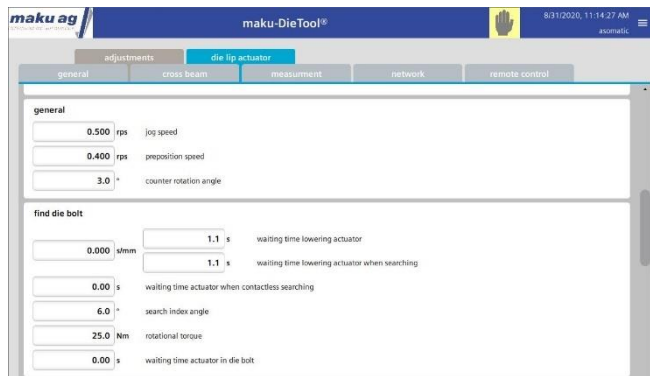 maku ag
maku-DieTool®
8/31/2020, 11:14:27 AM
asomatic
adjustments
die lip actuator
general
cross beam
measurment
network
remote control
general
0.500 rps jog speed
0.400 rps preposition speed
3.0 ° counter rotation angle
find die bolt
0.000 s/mm
1.1 s waiting time lowering actuator
1.1 s waiting time lowering actuator when searching
0.00 s waiting time actuator when contactless searching
6.0 ° search index angle
25.0 Nm rotational torque
0.00 s waiting time actuator in die bolt